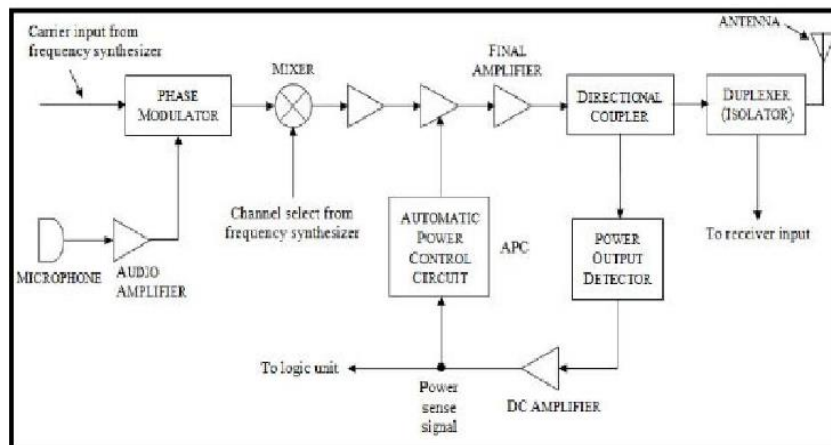 Carrier input from
frequency synthesizer
PHASE
MODULATOR
MIXER
FINAL
AMPLIFIER
DIRECTIONAL
COUPLER
DUPLEXER
(ISOLATOR)
ANTENNA
MICROPHONE
AUDIO
AMPLIFIER
Channel select from
frequency synthesizer
AUTOMATIC
POWER
CONTROL
CIRCUIT
APC
POWER
OUTPUT
DETECTOR
To receiver input
To logic unit
Power
sense
signal
DC AMPLIFIER